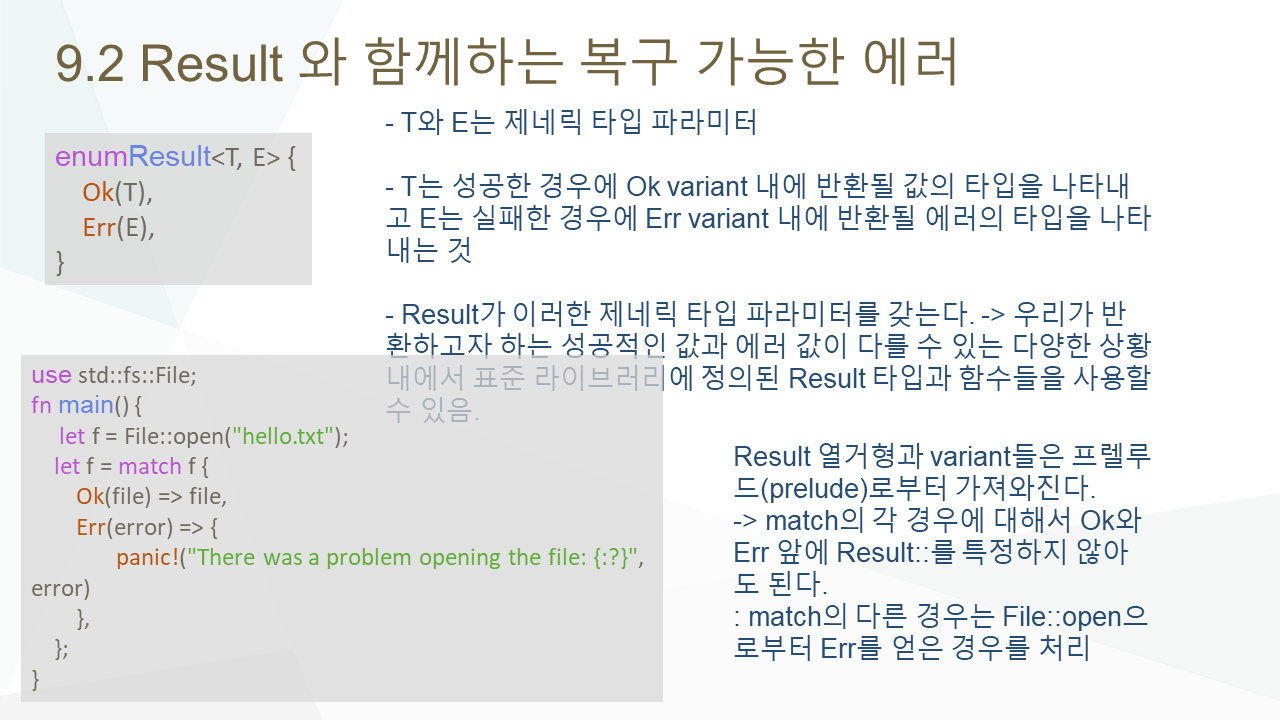 9.2 Result 와 함께하는 복구 가능한 에러
enumResult<T, E> {
Ok(T),
Err(E),
}
- T와 E는 제네릭 타입 파라미터
- T는 성공한 경우에 Ok variant 내에 반환될 값의 타입을 나타내
고 E는 실패한 경우에 Err variant 내에 반환될 에러의 타입을 나타
내는 것
- Result가 이러한 제네릭 타입 파라미터를 갖는다. -> 우리가 반
환하고자 하는 성공적인 값과 에러 값이 다를 수 있는 다양한 상황
내에서 표준 라이브러리에 정의된 Result 타입과 함수들을 사용할
수 있음.
use std::fs::File;
fn main() {
let f = File::open("hello.txt");
let f = match f {
Ok(file) => file,
Err(error) => {
panic!("There was a problem opening the file: {:?}",
error)
},
};
}
Result 열거형과 variant들은 프렐루
드(prelude)로부터 가져와진다.
-> match의 각 경우에 대해서 Ok와
Err 앞에 Result::를 특정하지 않아
도 된다.
: match의 다른 경우는 File::open으
로부터 Err를 얻은 경우를 처리